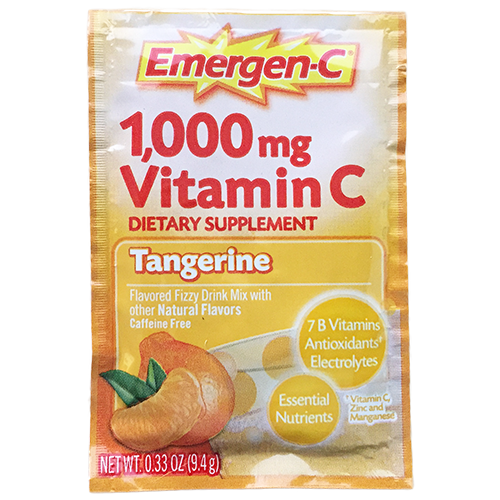 Emergen-C®
1,000 mg
Vitamin C
DIETARY SUPPLEMENT
Tangerine
Flavored Fizzy Drink Mix with
other Natural Flavors
Caffeine Free
7 B Vitamins
Antioxidants†
Electrolytes
Essential
Nutrients
†Vitamin C,
Zinc and
Manganese
NET WT. 0.33 OZ (9.4 g)